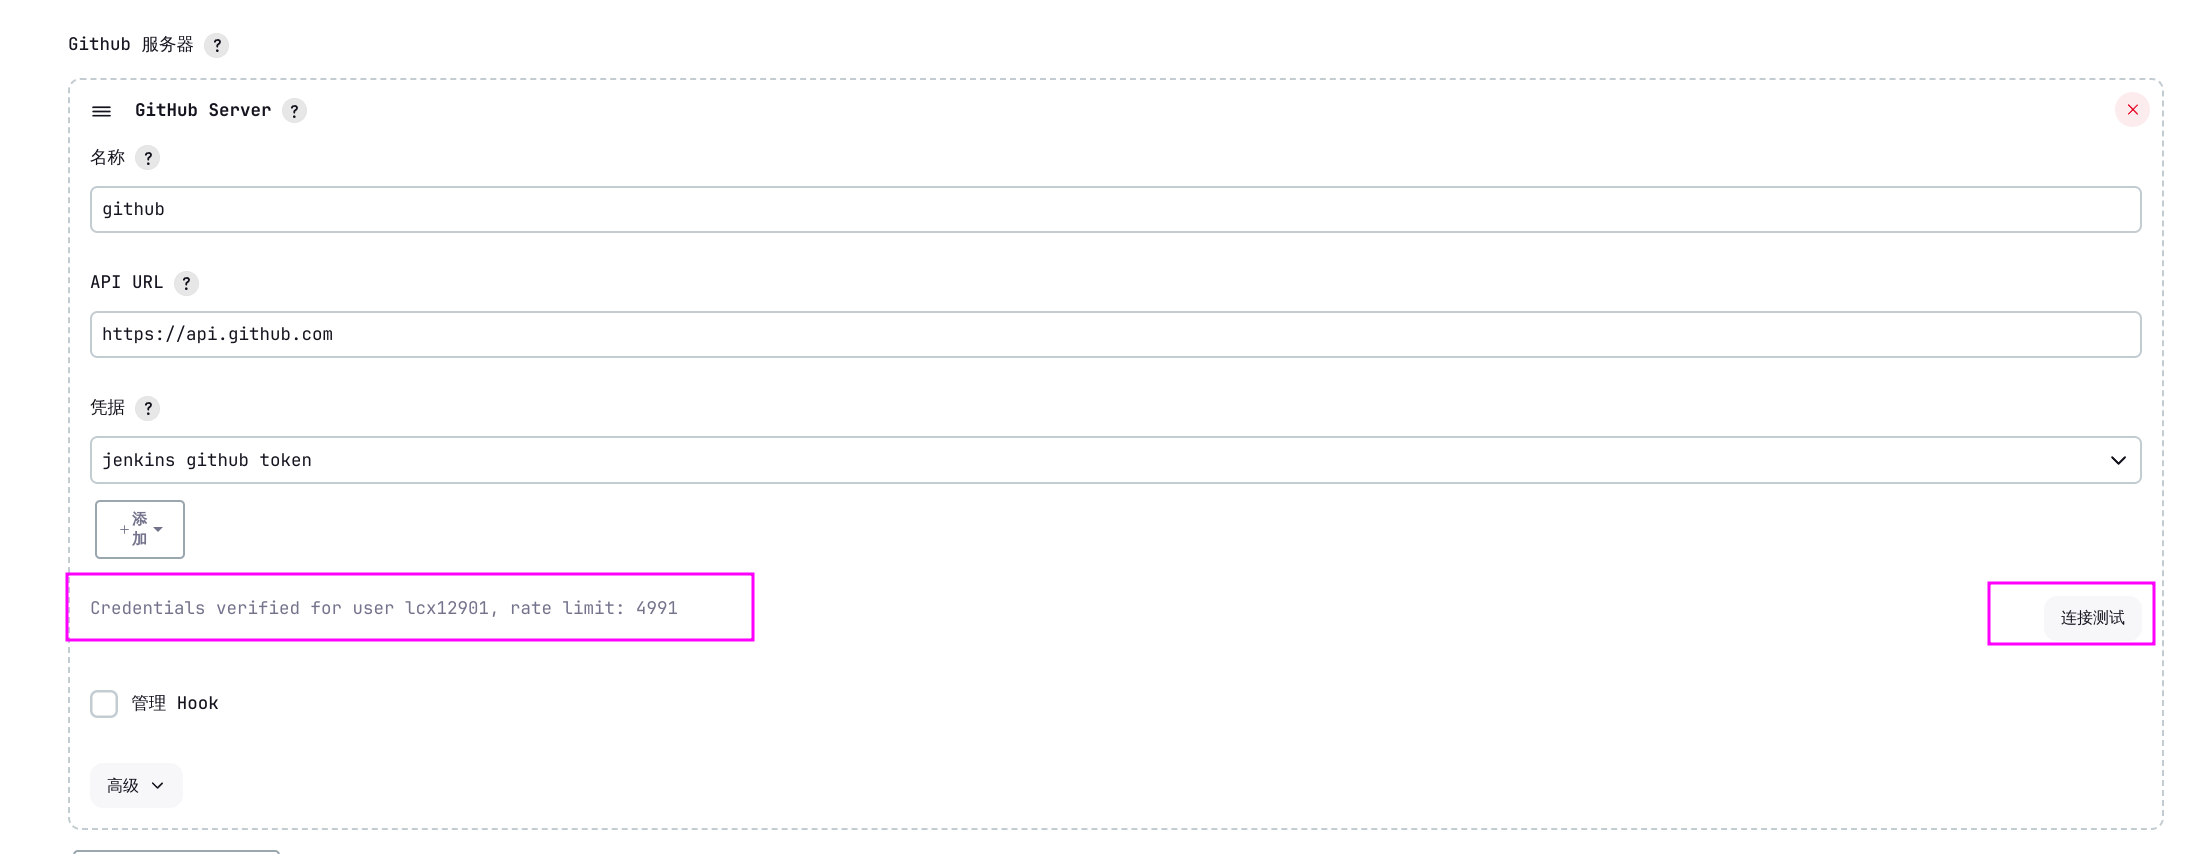 Github 服务器 ?
GitHub Server ?
名称 ?
github
API URL ?
https://api.github.com
凭据 ?
jenkins github token
+添加
Credentials verified for user lcx12901, rate limit: 4991
连接测试
管理 Hook
高级